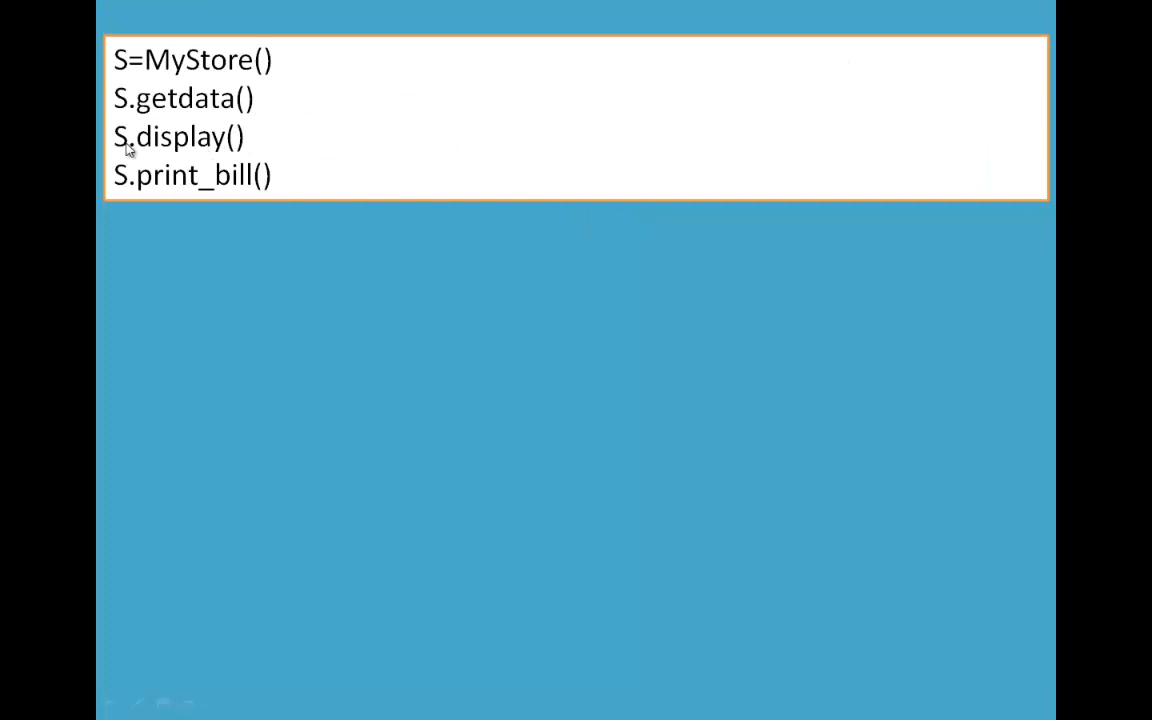 S=MyStore()
S.getdata()
S.display()
S.print_bill()